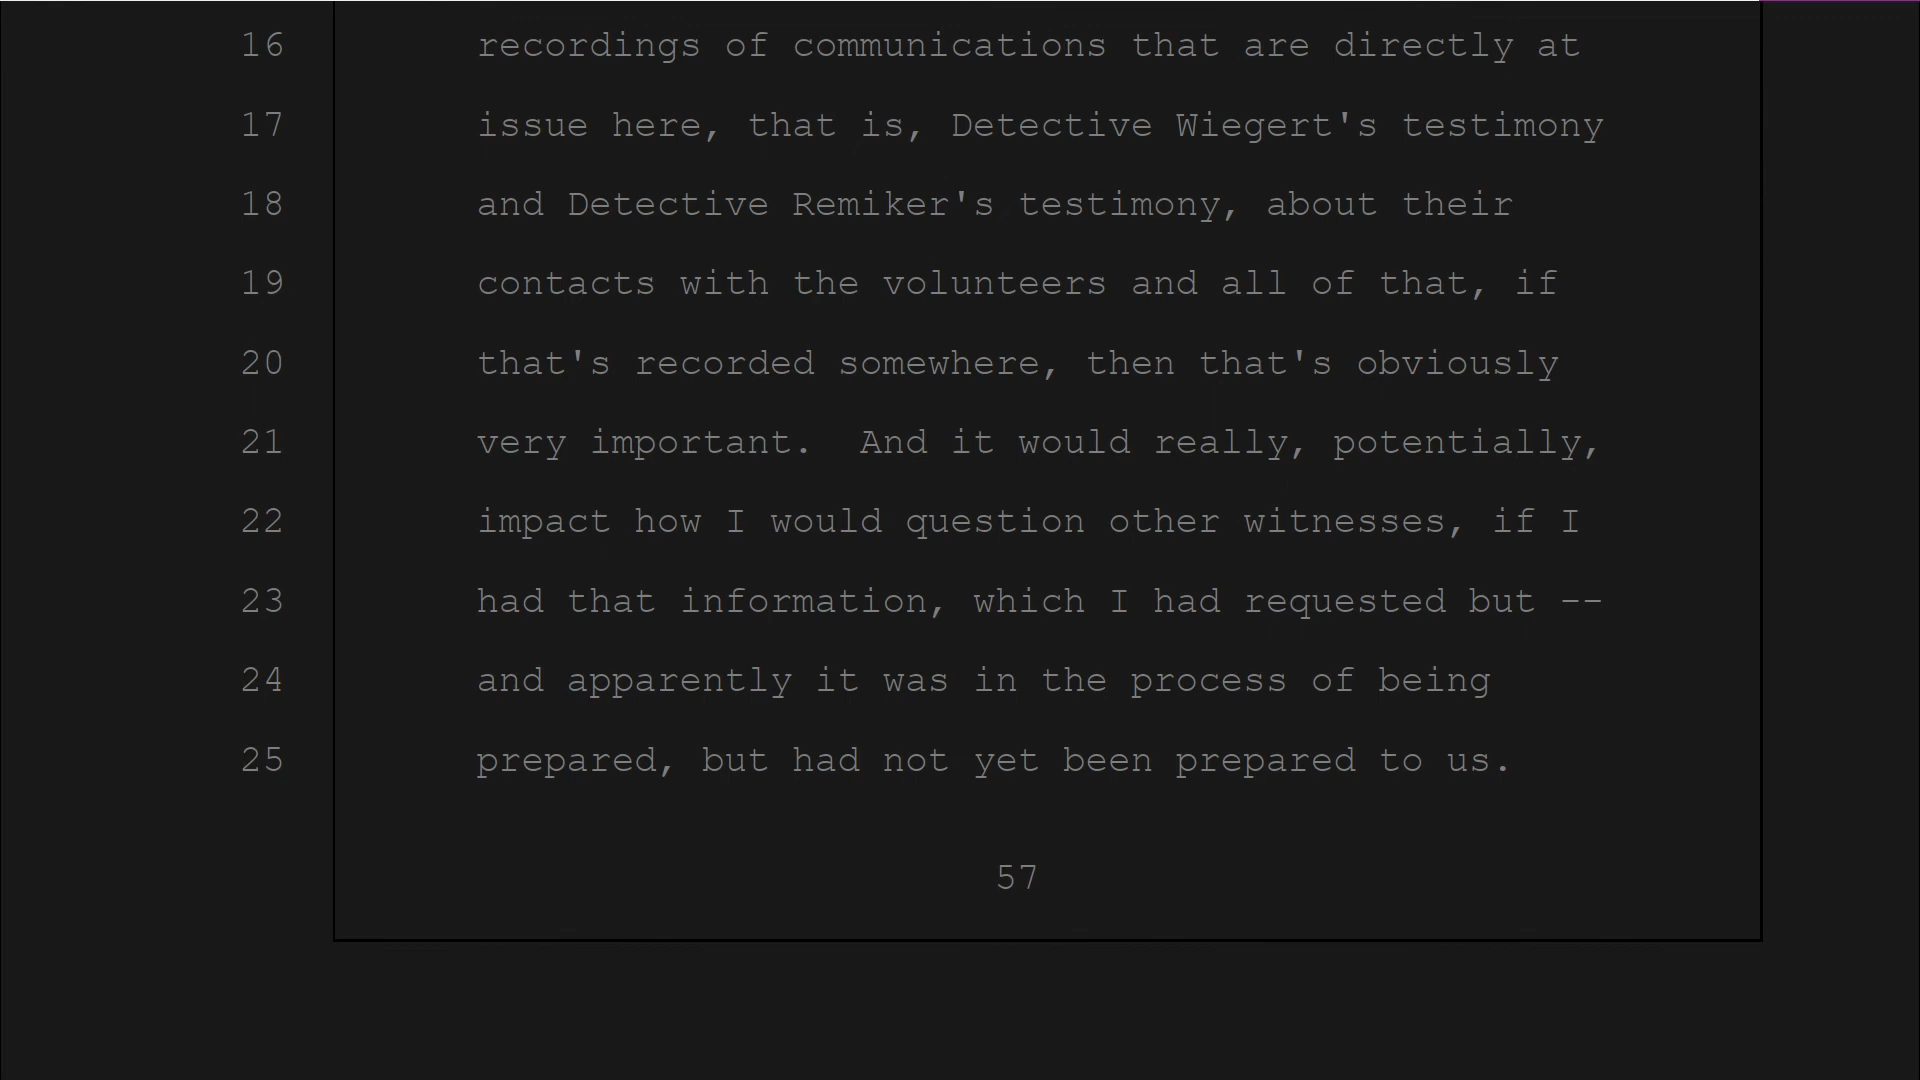 16 recordings of communications that are directly at
17 issue here, that is, Detective Wiegert's testimony
18 and Detective Remiker's testimony, about their
19 contacts with the volunteers and all of that, if
20 that's recorded somewhere, then that's obviously
21 very important.  And it would really, potentially,
22 impact how I would question other witnesses, if I
23 had that information, which I had requested but --
24 and apparently it was in the process of being
25 prepared, but had not yet been prepared to us.
57